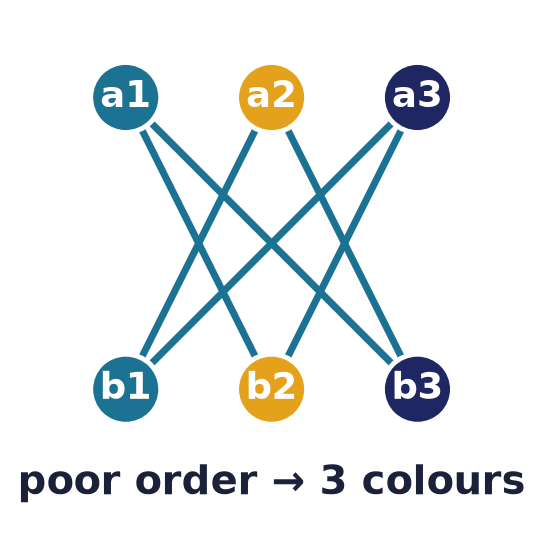 a1 a2 a3
b1 b2 b3
poor order → 3 colours